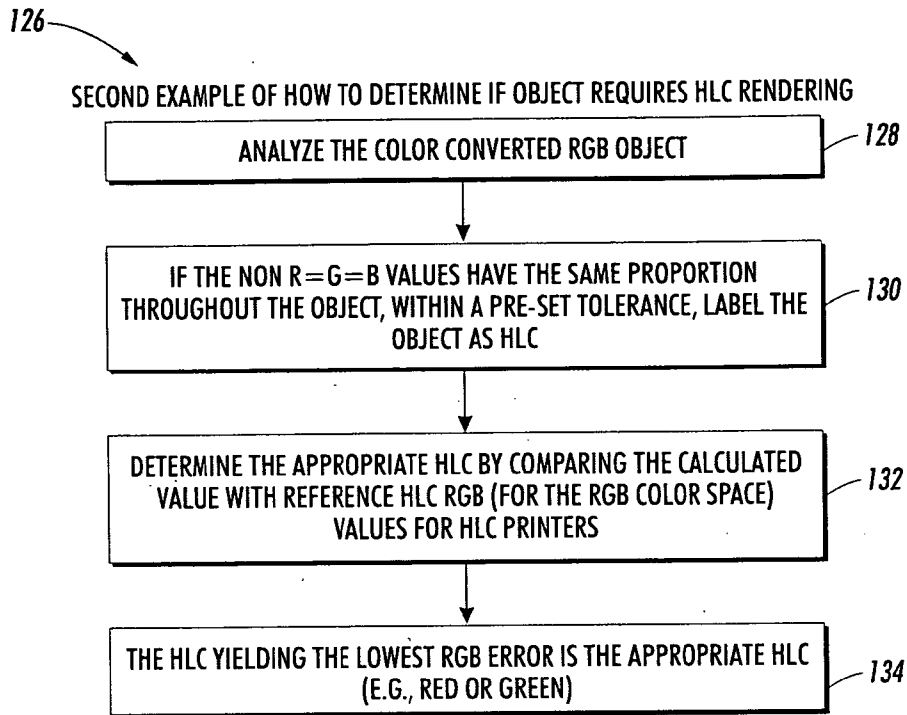 126
SECOND EXAMPLE OF HOW TO DETERMINE IF OBJECT REQUIRES HLC RENDERING
ANALYZE THE COLOR CONVERTED RGB OBJECT
128
IF THE NON R=G=B VALUES HAVE THE SAME PROPORTION
THROUGHOUT THE OBJECT, WITHIN A PRE-SET TOLERANCE, LABEL THE
OBJECT AS HLC
130
DETERMINE THE APPROPRIATE HLC BY COMPARING THE CALCULATED
VALUE WITH REFERENCE HLC RGB (FOR THE RGB COLOR SPACE)
VALUES FOR HLC PRINTERS
132
THE HLC YIELDING THE LOWEST RGB ERROR IS THE APPROPRIATE HLC
(E.G., RED OR GREEN)
134